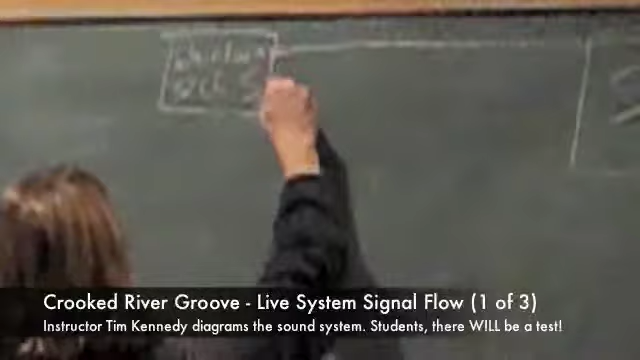 Crooked River Groove - Live System Signal Flow (1 of 3)
Instructor Tim Kennedy diagrams the sound system. Students, there WILL be a test!